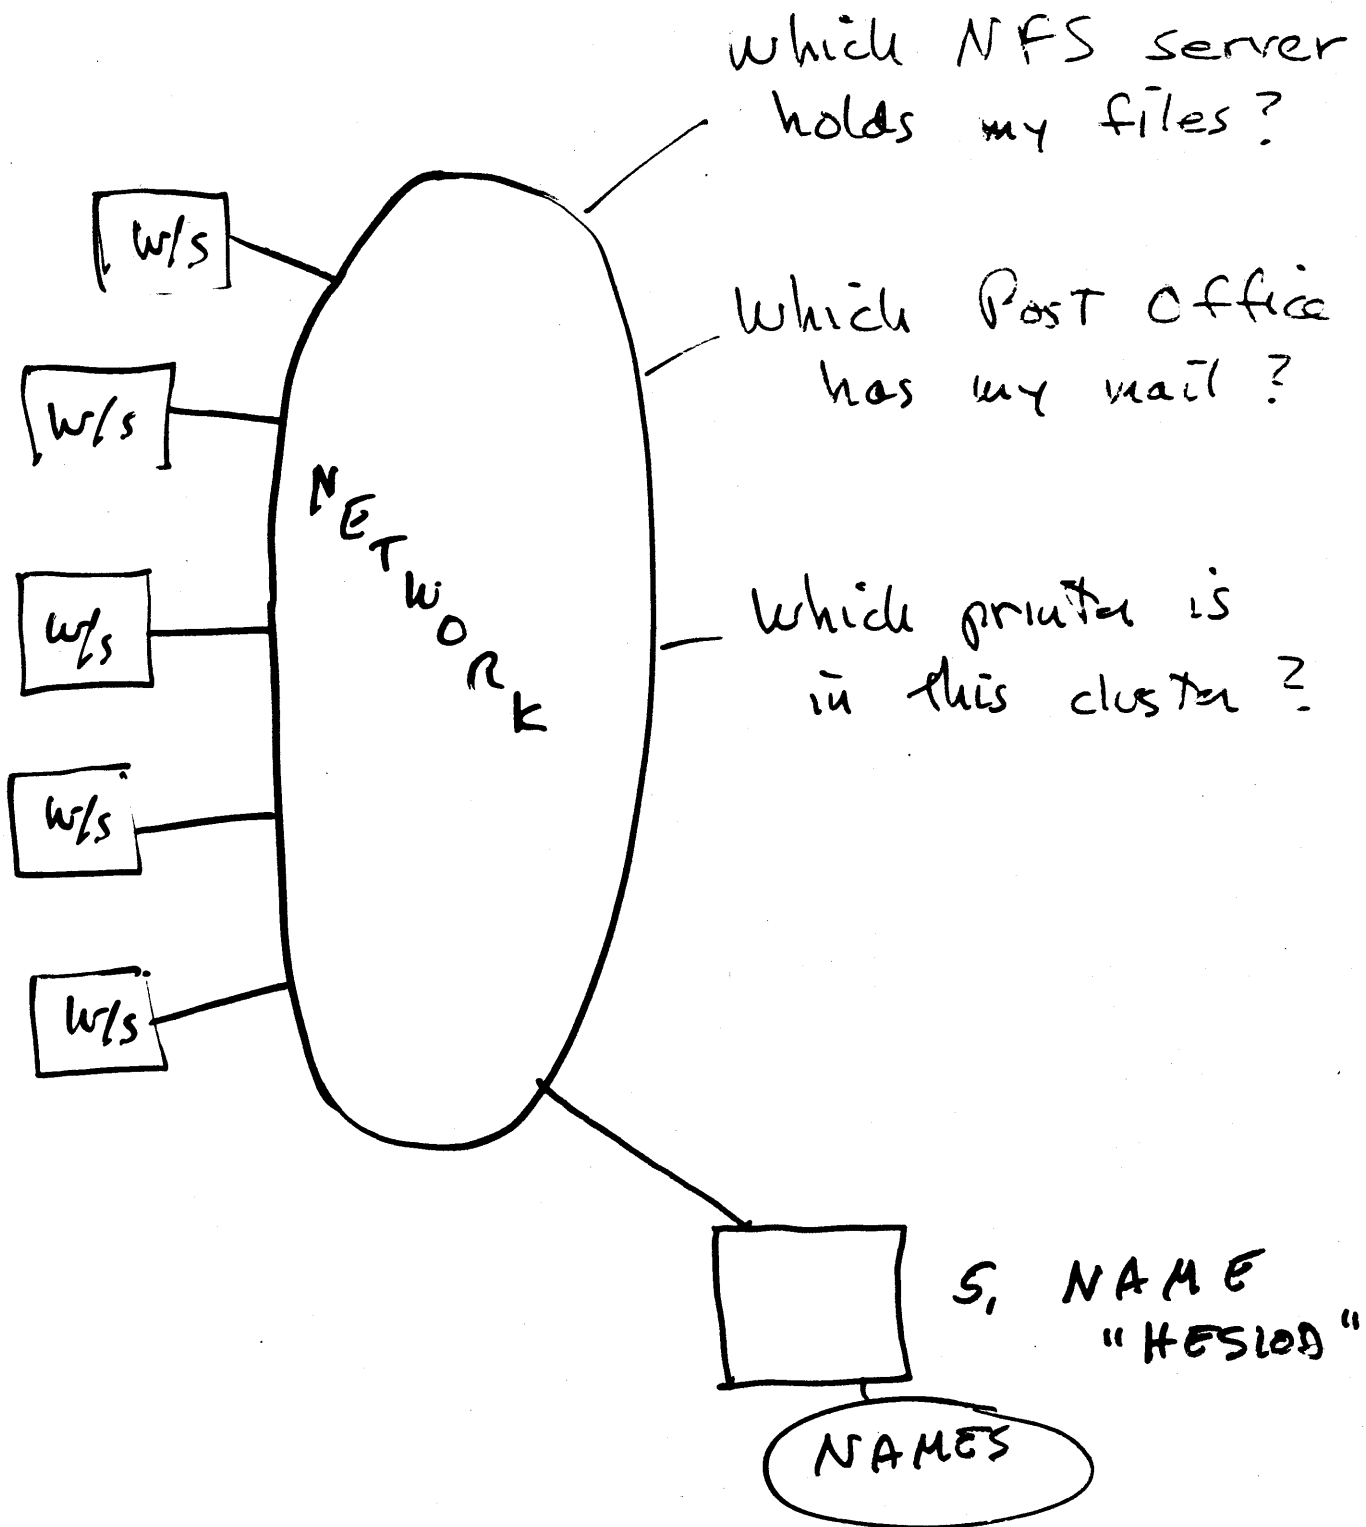 which NFS server
holds my files?
W/S
Which Post Office
has my mail?
W/S
NETWORK
W/S
which printer is
in this cluster?
W/S
W/S
5, NAME
"HESIOD"
NAMES